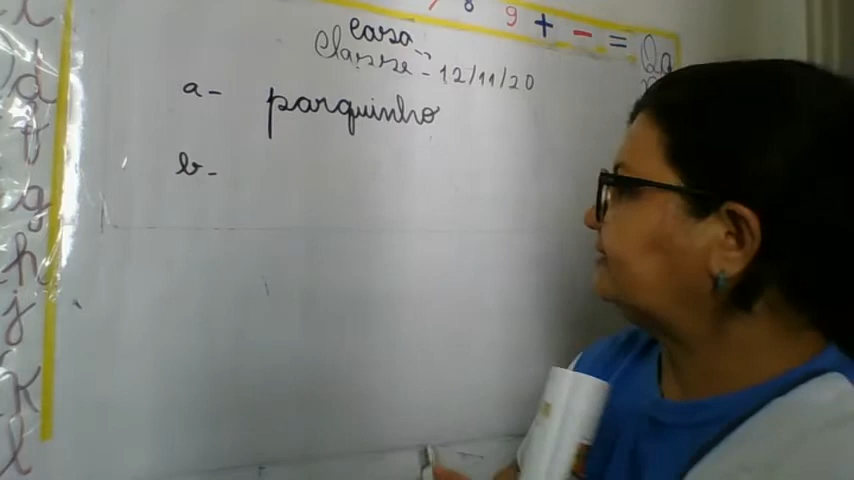 8 9 + - =
casa
Classe - 12/11/20
a- parquinho
b-
d
g
h
j
k
l